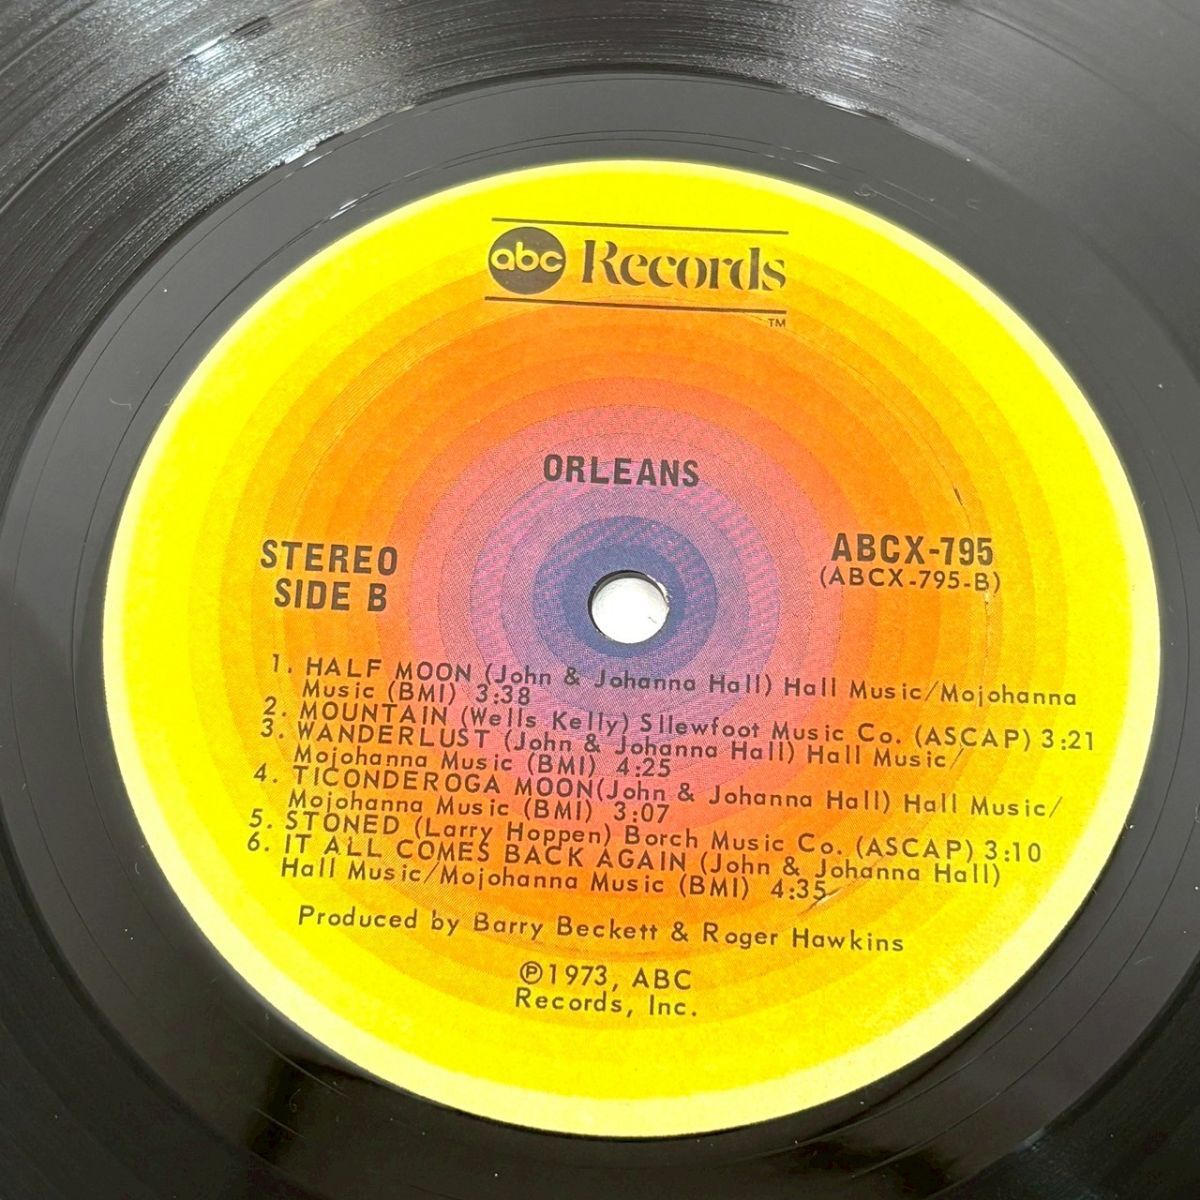 abc Records
TM
ORLEANS
STEREO
SIDE B
ABCX-795
(ABCX-795-B)
1. HALF MOON (John & Johanna Hall) Hall Music/Mojohanna
Music (BMI) 3:38
2. MOUNTAIN (Wells Kelly) Sllewfoot Music Co. (ASCAP) 3:21
3. WANDERLUST (John & Johanna Hall) Hall Music/
Mojohanna Music (BMI) 4:25
4. TICONDEROGA MOON(John & Johanna Hall) Hall Music/
Mojohanna Music (BMI) 3:07
5. STONED (Larry Hoppen) Borch Music Co. (ASCAP) 3:10
6. IT ALL COMES BACK AGAIN (John & Johanna Hall)
Hall Music/Mojohanna Music (BMI) 4:35
Produced by Barry Beckett & Roger Hawkins
℗1973, ABC
Records, Inc.